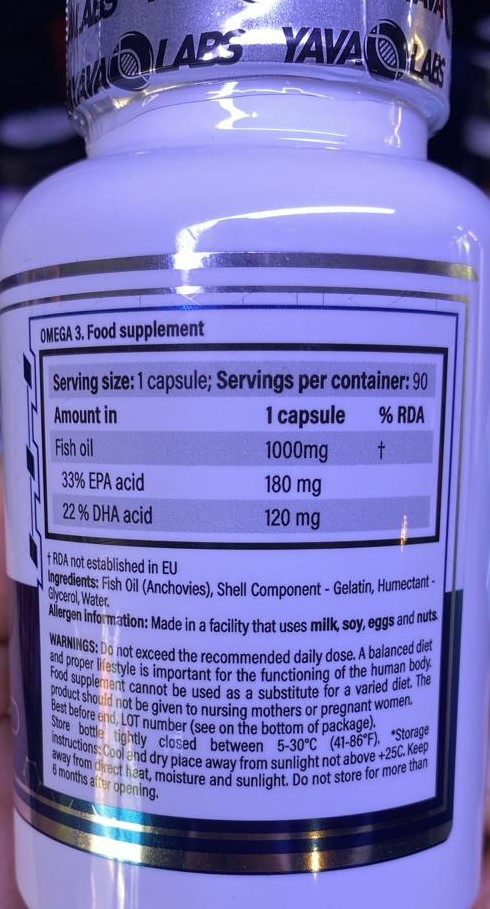 LABS
YAVA LABS YAVA LABS
OMEGA 3. Food supplement
Serving size: 1 capsule; Servings per container: 90
Amount in 1 capsule % RDA
Fish oil 1000mg †
33% EPA acid 180 mg
22% DHA acid 120 mg
† RDA not established in EU
Ingredients: Fish Oil (Anchovies), Shell Component - Gelatin, Humectant -
Glycerol, Water.
Allergen information: Made in a facility that uses milk, soy, eggs and nuts.
WARNINGS: Do not exceed the recommended daily dose. A balanced diet
and proper lifestyle is important for the functioning of the human body.
Food supplement cannot be used as a substitute for a varied diet. The
product should not be given to nursing mothers or pregnant women.
Best before end, LOT number (see on the bottom of package).
Store bottle tightly closed between 5-30°C (41-86°F). *Storage
instructions: Cool and dry place away from sunlight not above +25C. Keep
away from direct heat, moisture and sunlight. Do not store for more than
6 months after opening.